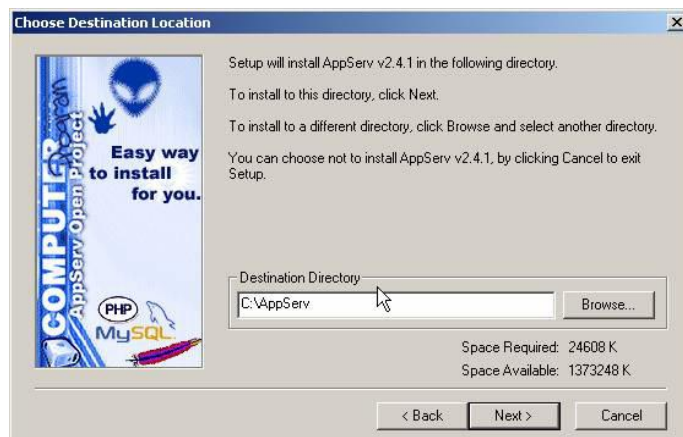 Choose Destination Location
COMPUTER
Program
AppServ Open Project
Easy way
to install
for you.
PHP
MySQL
Setup will install AppServ v2.4.1 in the following directory.
To install to this directory, click Next.
To install to a different directory, click Browse and select another directory.
You can choose not to install AppServ v2.4.1, by clicking Cancel to exit
Setup.
Destination Directory
C:\AppServ
Browse...
Space Required: 24608 K
Space Available: 1373248 K
< Back
Next >
Cancel